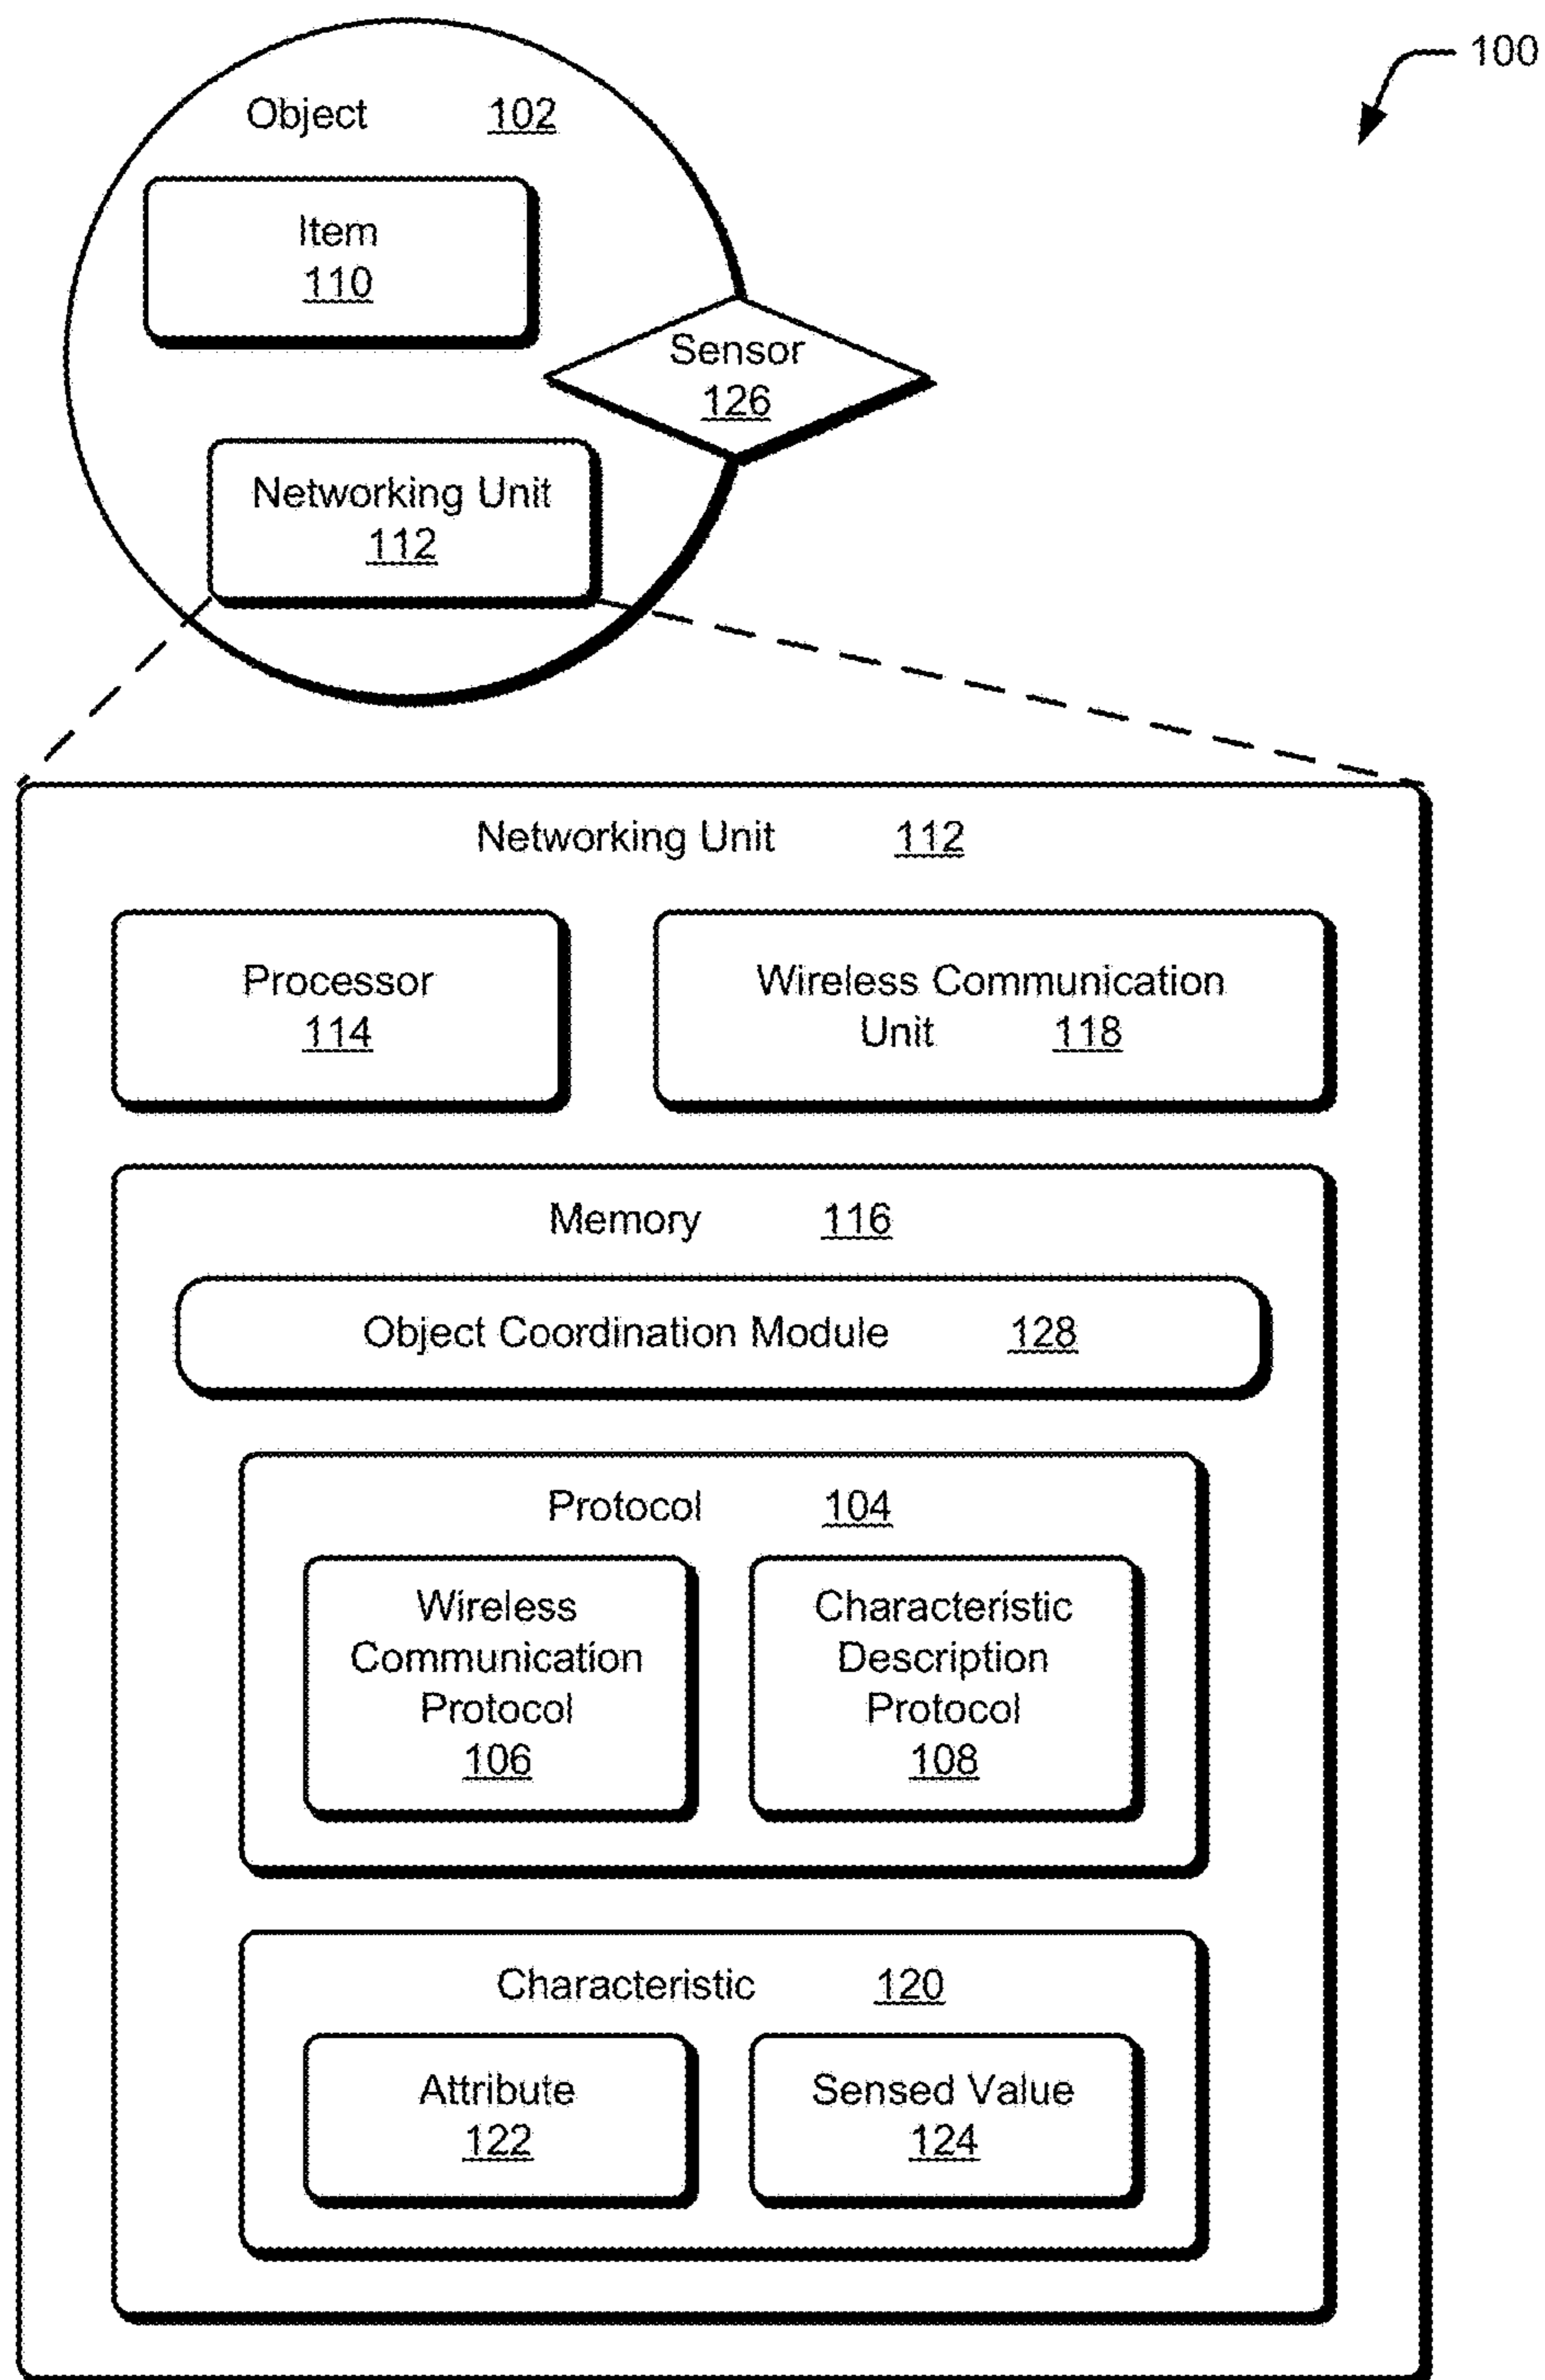 100
Object 102
Item
110
Sensor
126
Networking Unit
112
Networking Unit 112
Processor
114
Wireless Communication
Unit 118
Memory 116
Object Coordination Module 128
Protocol 104
Wireless
Communication
Protocol
106
Characteristic
Description
Protocol
108
Characteristic 120
Attribute
122
Sensed Value
124